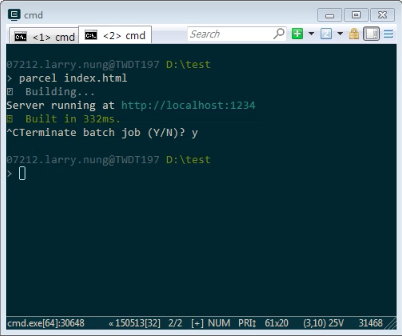 cmd
<1> cmd
<2> cmd
Search
07212.larry.nung@TWDT197 D:\test
> parcel index.html
Building...
Server running at http://localhost:1234
Built in 332ms.
^CTerminate batch job (Y/N)? y
07212.larry.nung@TWDT197 D:\test
>
cmd.exe[64]:30648 «150513[32] 2/2 [+] NUM PRI‡ 61x20 (3,10) 25V 31468